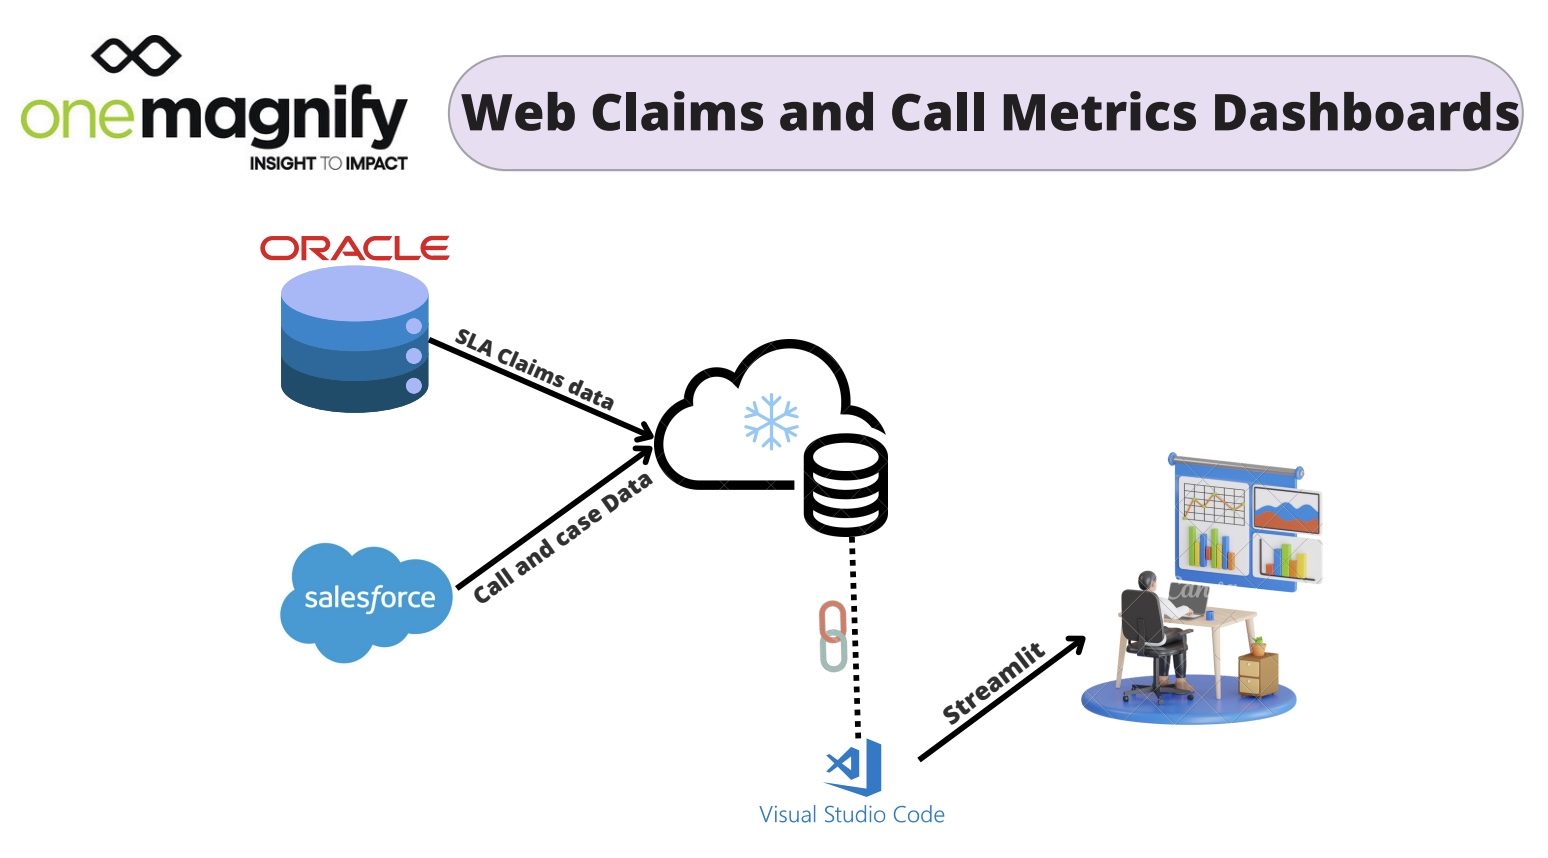 onemagnify
INSIGHT TO IMPACT
Web Claims and Call Metrics Dashboards
ORACLE
SLA Claims data
salesforce
Call and case Data
Streamlit
Canva
Visual Studio Code